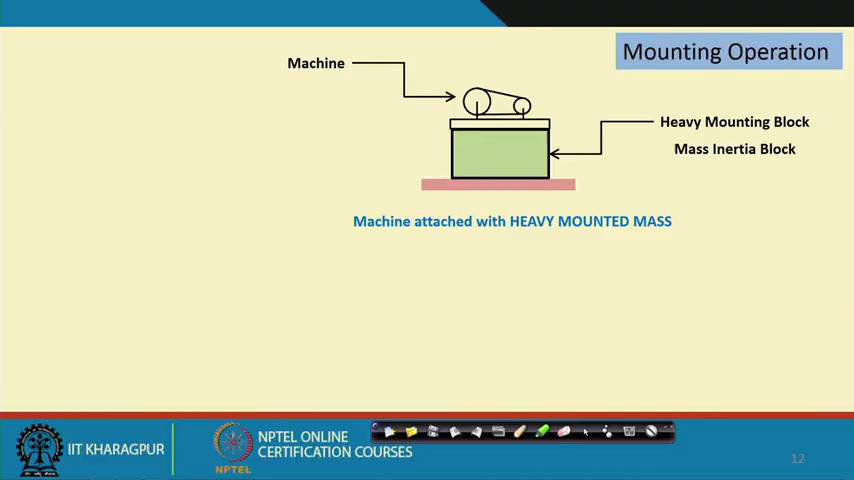 Mounting Operation
Machine
Heavy Mounting Block
Mass Inertia Block
Machine attached with HEAVY MOUNTED MASS
IIT KHARAGPUR
NPTEL
NPTEL ONLINE
CERTIFICATION COURSES
12